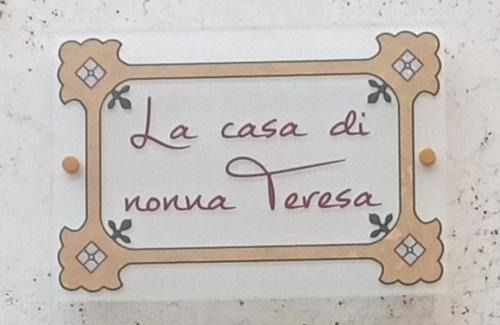 La casa di
nonna Teresa